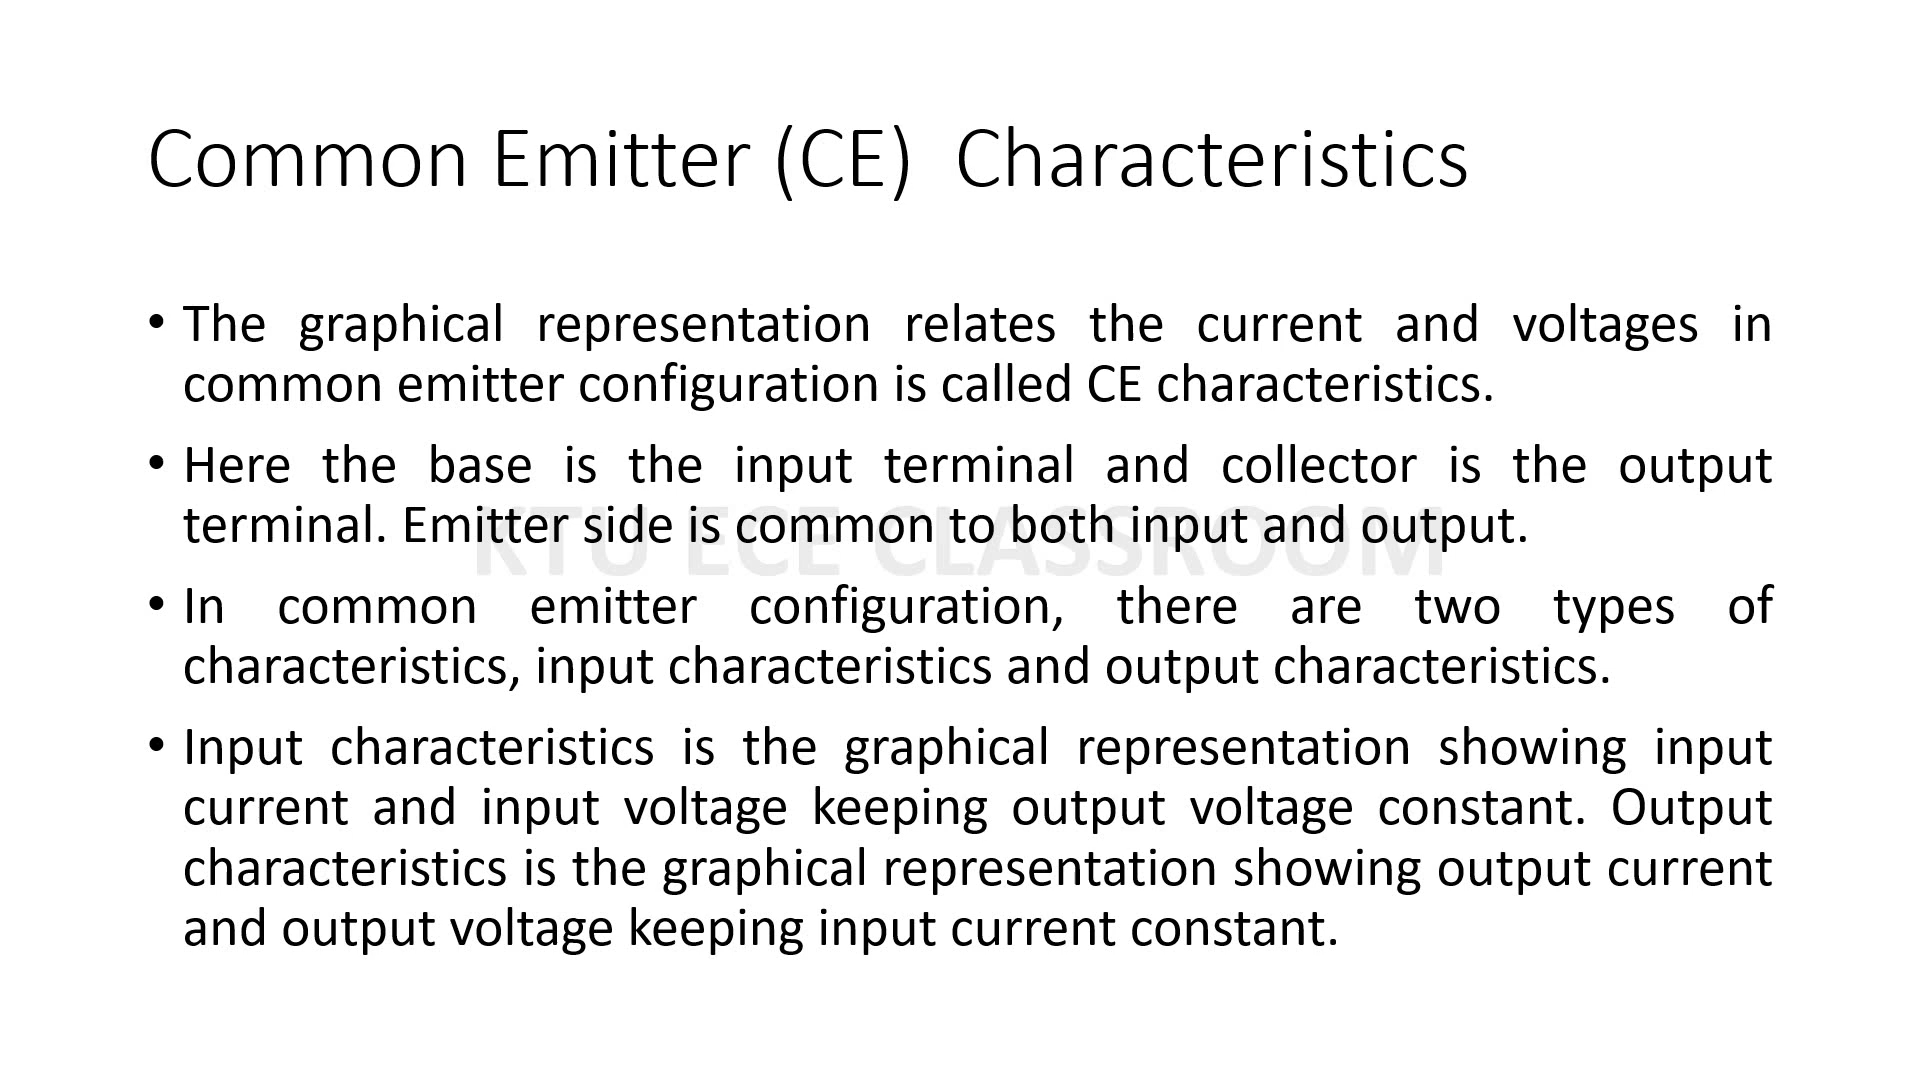 Common Emitter (CE)  Characteristics
• The graphical representation relates the current and voltages in
common emitter configuration is called CE characteristics.
• Here the base is the input terminal and collector is the output
terminal. Emitter side is common to both input and output.
KTU ECE CLASSROOM
• In common emitter configuration, there are two types of
characteristics, input characteristics and output characteristics.
• Input characteristics is the graphical representation showing input
current and input voltage keeping output voltage constant. Output
characteristics is the graphical representation showing output current
and output voltage keeping input current constant.